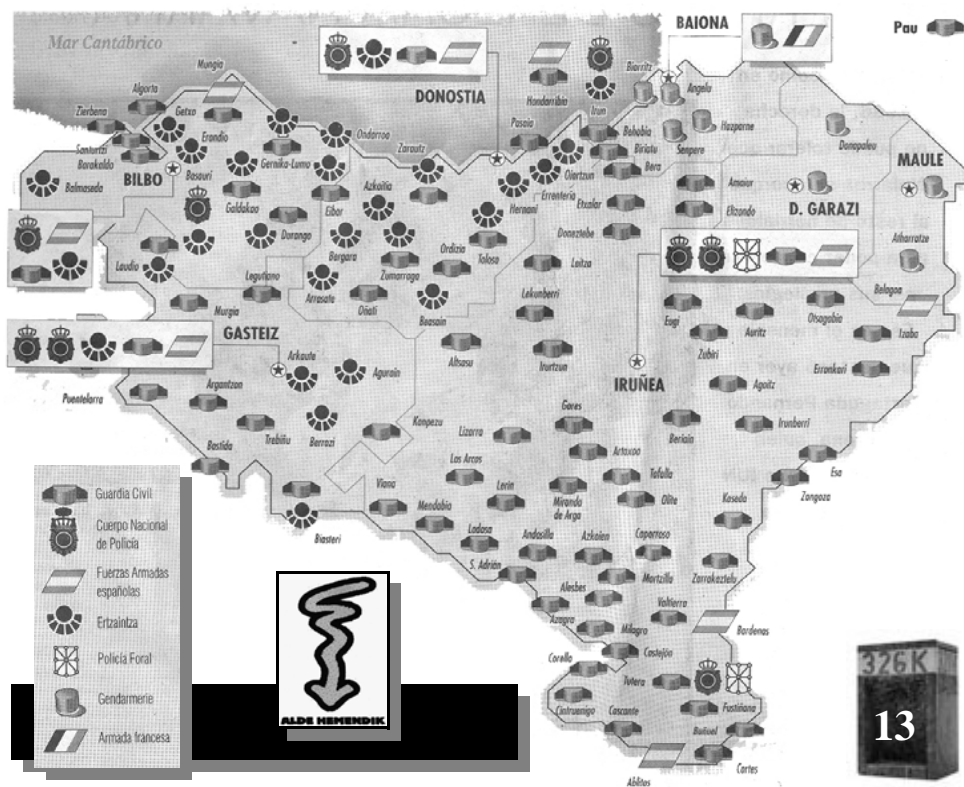 Mar Cantábrico
BAIONA
Pau
Mungia
Algorta
Zierbena
Getxo
Erandio
Santurtzi
Barakaldo
BILBO
Basauri
Balmaseda
Galdakao
Gernika-Lumo
Ondarroa
DONOSTIA
Hondarribia
Irun
Biarritz
Angelu
Hazparne
Senpere
Donapaleu
MAULE
D. GARAZI
Atharratze
Pasaia
Zarautz
Behobia
Biriatu
Bera
Oiartzun
Errenteria
Hernani
Etxalar
Amaiur
Elizondo
Doneztebe
Azkoitia
Eibar
Durango
Bergara
Zumarraga
Ordizia
Tolosa
Leitza
Laudio
Legutiano
Arrasate
Oñati
Beasain
Lekunberri
Murgia
GASTEIZ
Altsasu
Irurtzun
IRUÑEA
Eugi
Zubiri
Auritz
Otsagabia
Belagoa
Izaba
Erronkari
Puentelarra
Argantzon
Arkaute
Agurain
Trebiñu
Berrozi
Bastida
Kanpezu
Lizarra
Gares
Artaxoa
Beriain
Agoitz
Irunberri
Esa
Zangoza
Kaseda
Viana
Los Arcos
Mendabia
Lerin
Miranda
de Arga
Tafalla
Olite
Biasteri
Lodosa
Andosilla
Azkoien
Caparroso
S. Adrián
Martzilla
Zarrakaztelu
Alesbes
Azagra
Milagro
Valtierra
Bardenas
Castejón
Corella
Tutera
Cintruenigo
Cascante
Fustiñana
Buñuel
Ablitas
Cortes
Guardia Civil
Cuerpo Nacional
de Policía
Fuerzas Armadas
españolas
Ertzaintza
Policía Foral
Gendarmerie
Armada francesa
ALDE HEMENDIK
326K
13